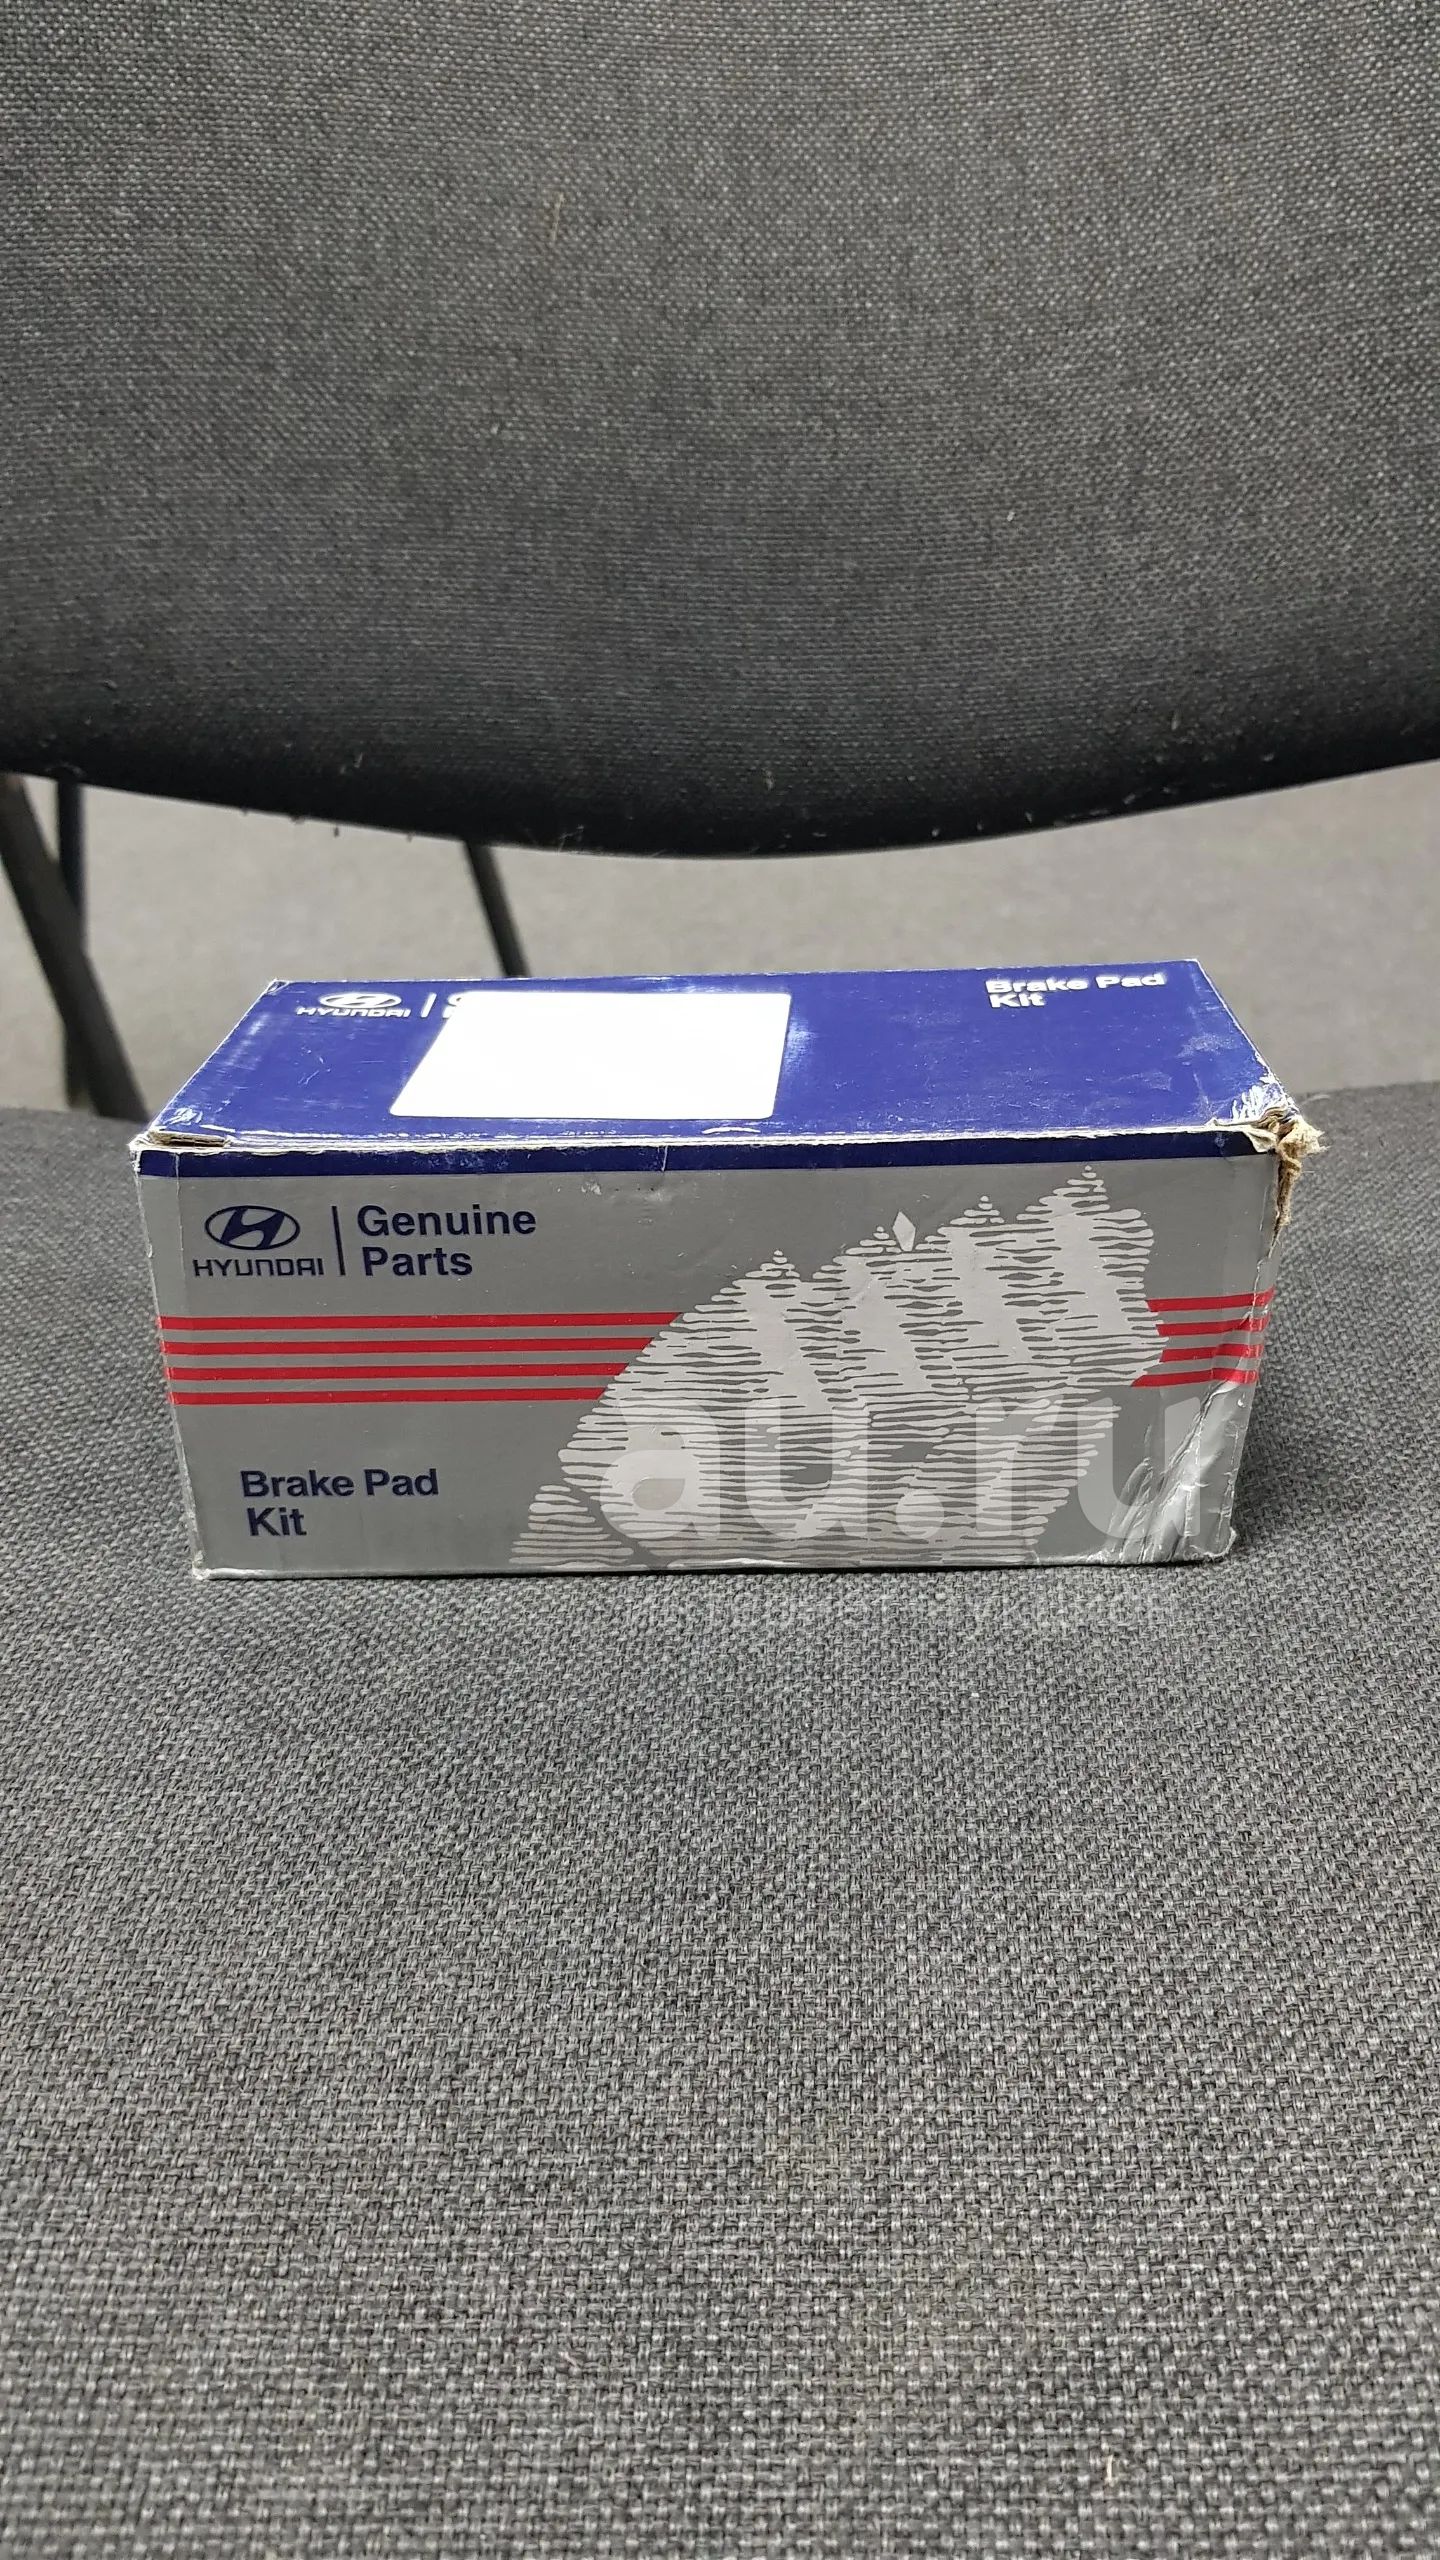 HYUNDAI
Brake Pad
Kit
HYUNDAI
Genuine
Parts
Brake Pad
Kit
au.ru